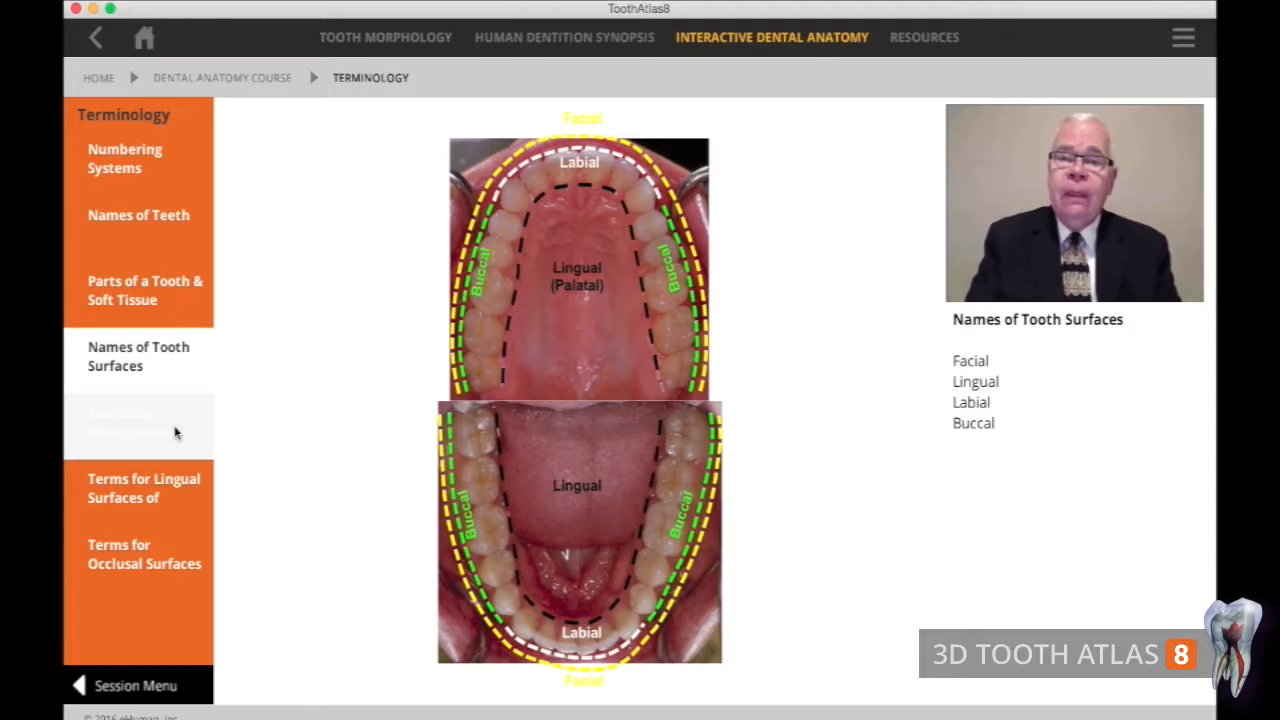 ToothAtlas8
TOOTH MORPHOLOGY HUMAN DENTITION SYNOPSIS INTERACTIVE DENTAL ANATOMY RESOURCES
HOME DENTAL ANATOMY COURSE TERMINOLOGY
Terminology
Numbering
Systems
Names of Teeth
Parts of a Tooth &
Soft Tissue
Names of Tooth
Surfaces
Terms for Lingual
Surfaces of
Terms for
Occlusal Surfaces
Session Menu
© 2016 eHuman, Inc.
Facial
Labial
Buccal
Lingual
(Palatal)
Buccal
Lingual
Buccal
Buccal
Labial
Facial
Names of Tooth Surfaces
Facial
Lingual
Labial
Buccal
3D TOOTH ATLAS 8